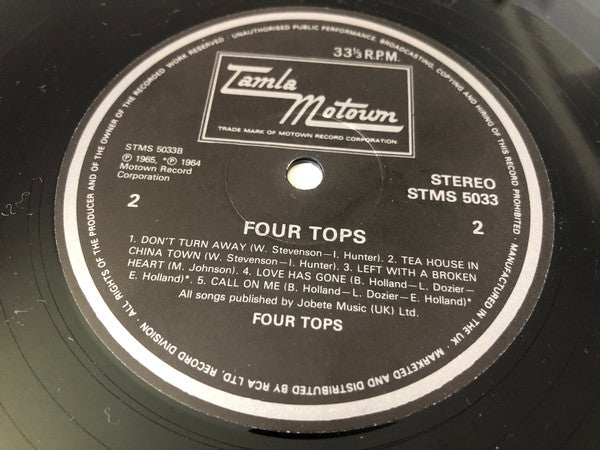 33⅓ R.P.M.
Tamla
Motown
TRADE MARK OF MOTOWN RECORD CORPORATION
STMS 5033B
Ⓟ 1965, *Ⓟ 1964
Motown Record
Corporation
STEREO
STMS 5033
2
2
FOUR TOPS
1. DON'T TURN AWAY (W. Stevenson—I. Hunter). 2. TEA HOUSE IN
CHINA TOWN (W. Stevenson—I. Hunter). 3. LEFT WITH A BROKEN
HEART (M. Johnson). 4. LOVE HAS GONE (B. Holland—L. Dozier—
E. Holland)*. 5. CALL ON ME (B. Holland—L. Dozier—E. Holland)*
All songs published by Jobete Music (UK) Ltd.
FOUR TOPS
ALL RIGHTS OF THE PRODUCER AND OF THE OWNER OF THE RECORDED WORK RESERVED · UNAUTHORISED PUBLIC PERFORMANCE, BROADCASTING, COPYING AND HIRING OF THIS RECORD PROHIBITED · MANUFACTURED IN THE UK · MARKETED AND DISTRIBUTED BY RCA LTD. RECORD DIVISION ·